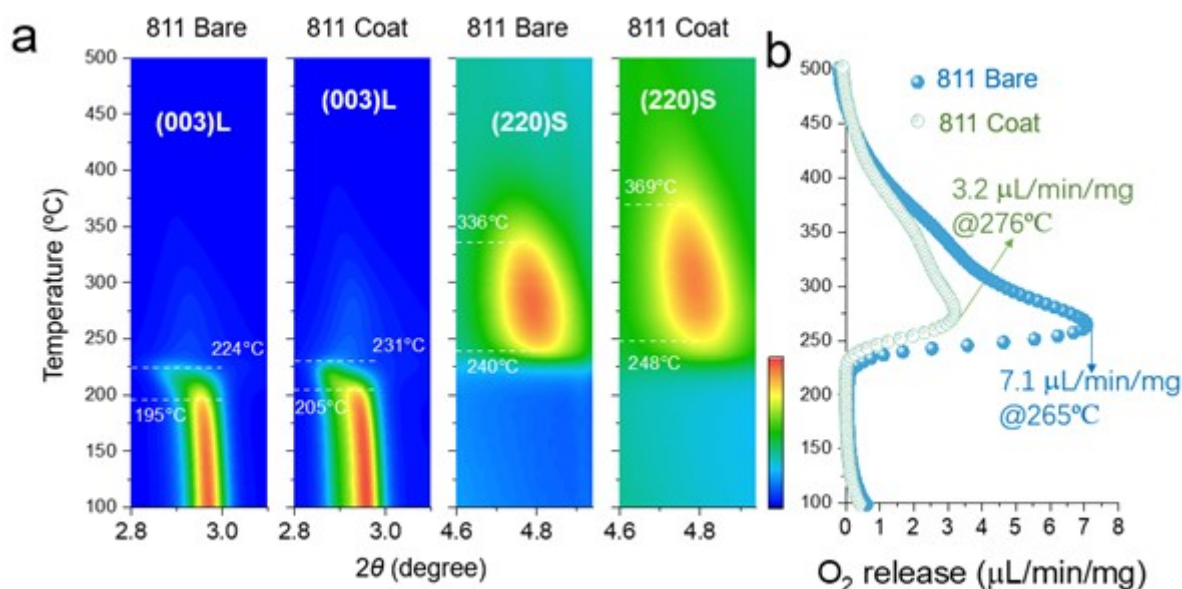 a
811 Bare
811 Coat
811 Bare
811 Coat
500
450
400
350
300
250
200
150
100
Temperature (ºC)
(003)L
224°C
195°C
(003)L
231°C
205°C
(220)S
336°C
240°C
(220)S
369°C
248°C
2.8
3.0
2.8
3.0
4.6
4.8
4.6
4.8
2θ (degree)
b
500
450
400
350
300
250
200
150
100
811 Bare
811 Coat
3.2 μL/min/mg
@276ºC
7.1 μL/min/mg
@265ºC
0 1 2 3 4 5 6 7 8
O₂ release (μL/min/mg)